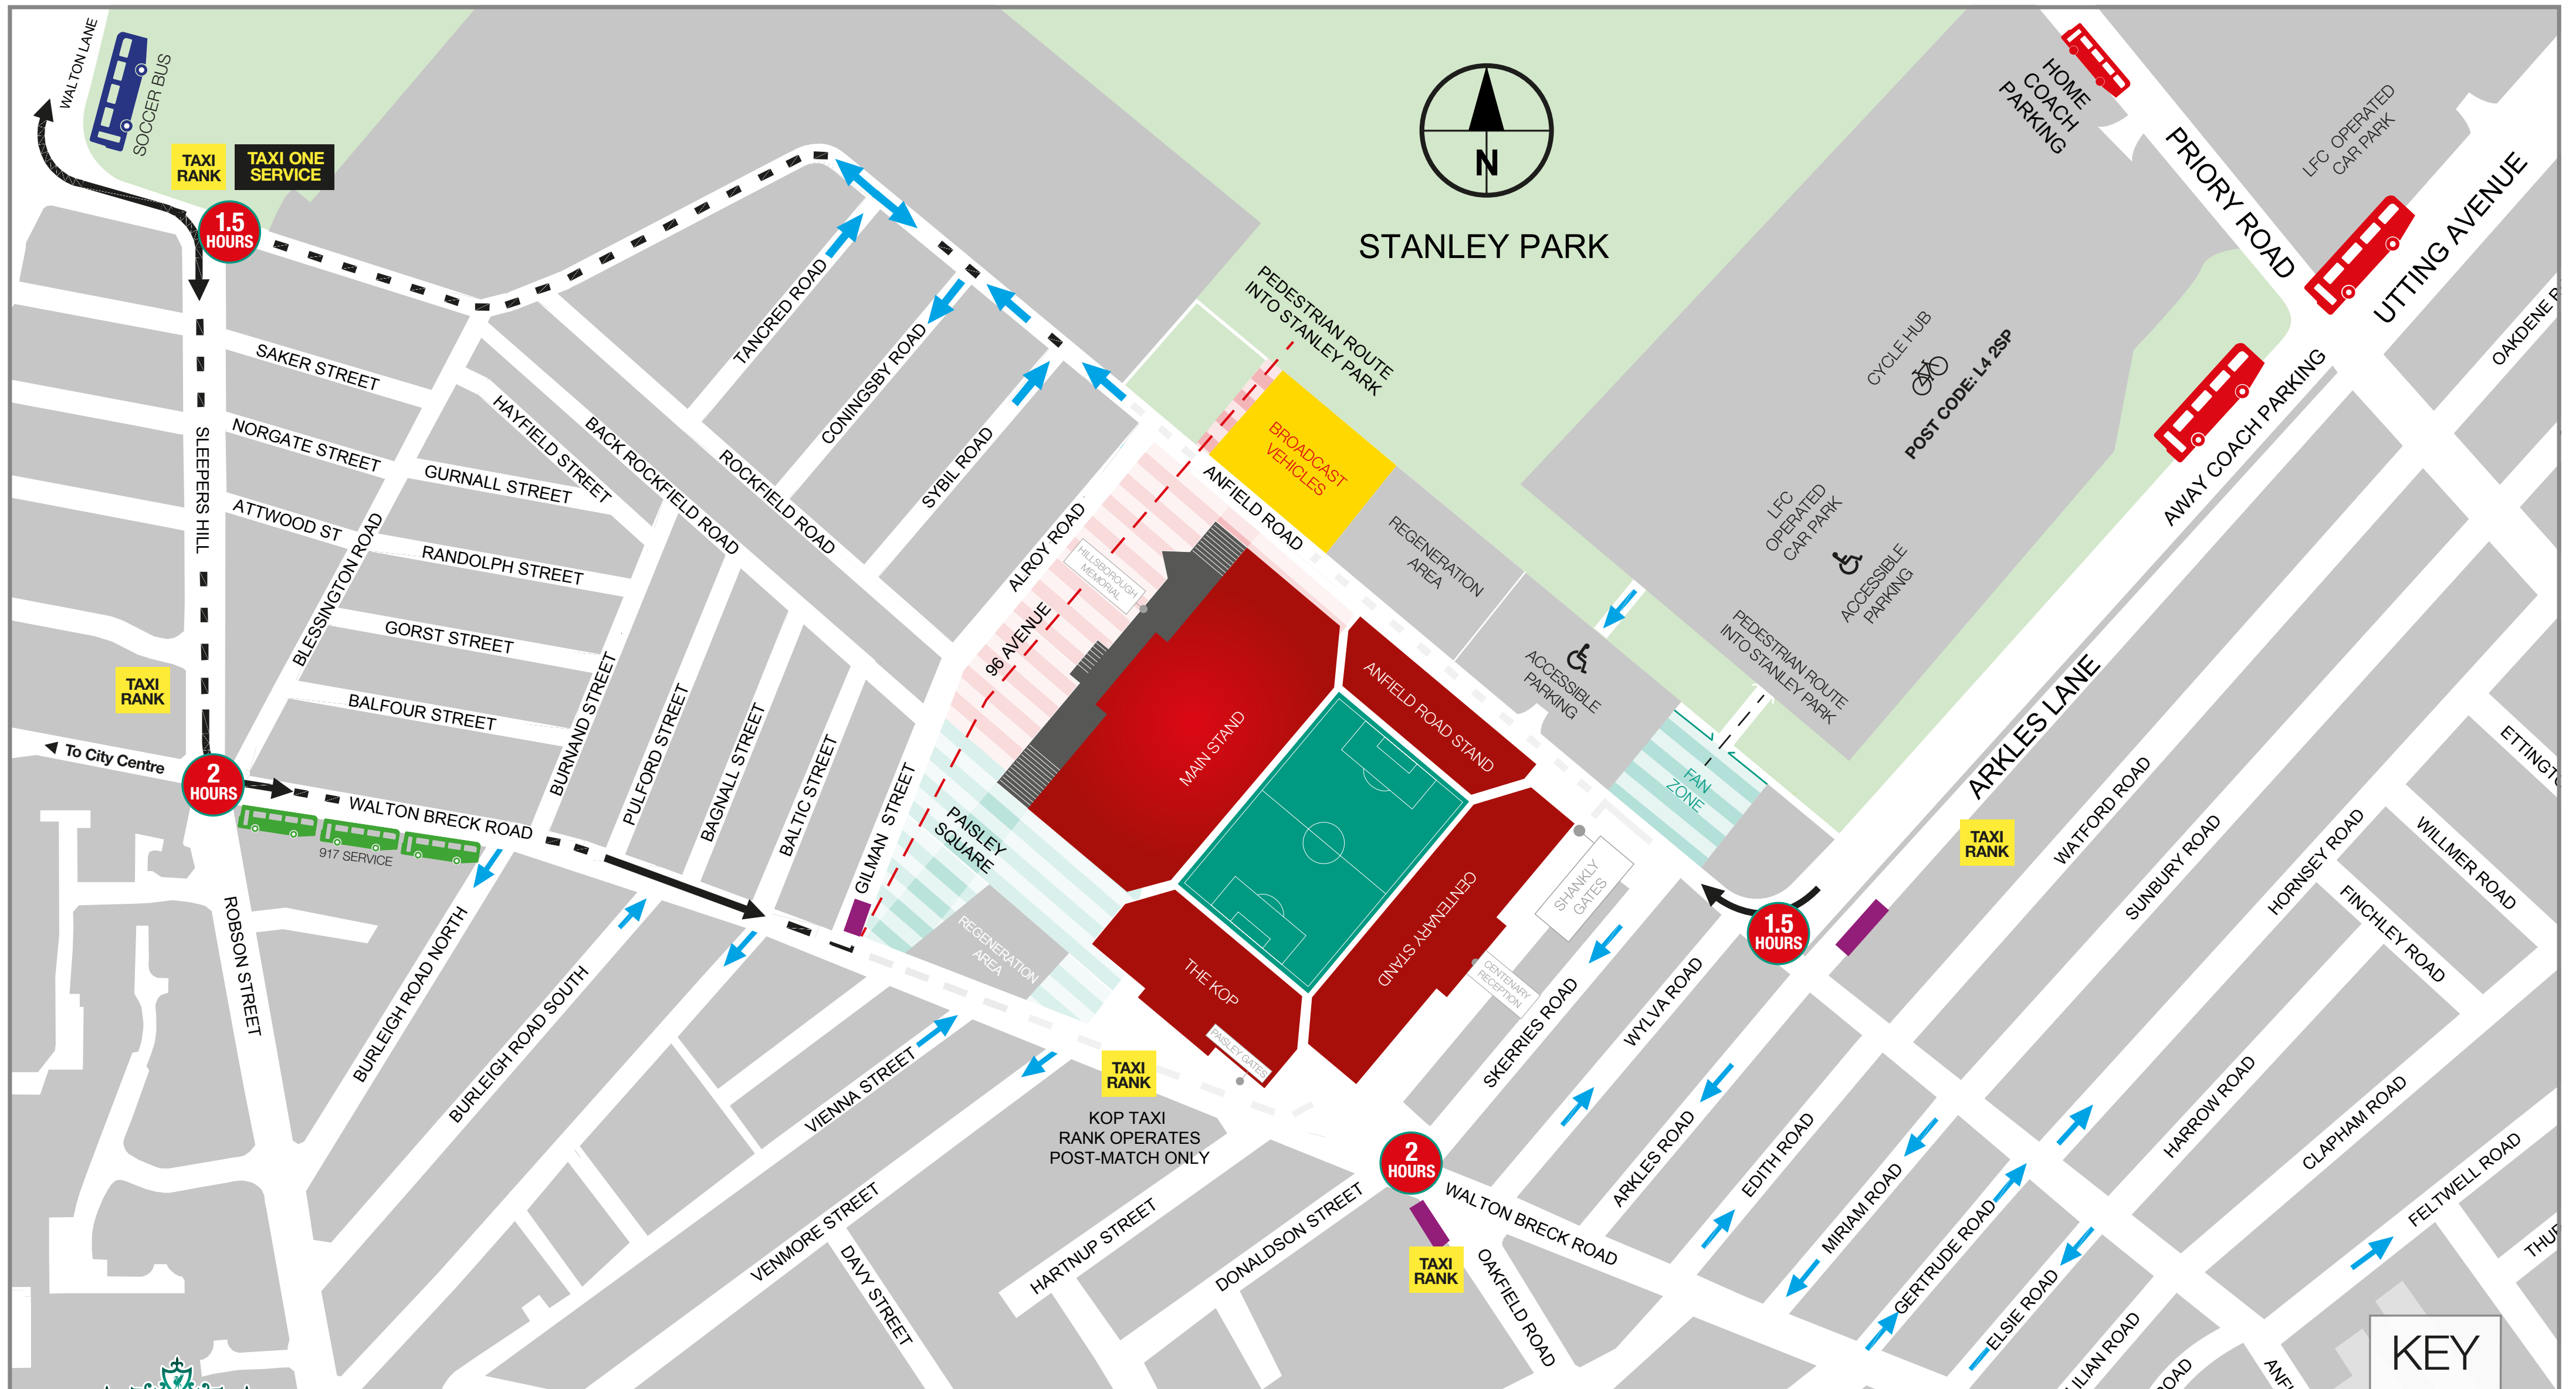 WALTON LANE
SOCCER BUS
TAXI
RANK
TAXI ONE
SERVICE
1.5
HOURS
N
STANLEY PARK
HOME
COACH
PARKING
PRIORY ROAD
LFC OPERATED
CAR PARK
UTTING AVENUE
PEDESTRIAN ROUTE
INTO STANLEY PARK
CYCLE HUB
POST CODE: L4 2SP
AWAY COACH PARKING
SAKER STREET
TANCRED ROAD
CONINGSBY ROAD
SYBIL ROAD
SLEEPERS HILL
NORGATE STREET
HAYFIELD STREET
BACK ROCKFIELD ROAD
ROCKFIELD ROAD
GURNALL STREET
ATTWOOD ST
BLESSINGTON ROAD
RANDOLPH STREET
GORST STREET
BALFOUR STREET
BURNAND STREET
PULFORD STREET
BAGNALL STREET
BALTIC STREET
GILMAN STREET
ALROY ROAD
HILLSBOROUGH
MEMORIAL
96 AVENUE
ANFIELD ROAD
BROADCAST
VEHICLES
REGENERATION
AREA
LFC
OPERATED
CAR PARK
ACCESSIBLE
PARKING
ACCESSIBLE
PARKING
PEDESTRIAN ROUTE
INTO STANLEY PARK
FAN
ZONE
ARKLES LANE
MAIN STAND
ANFIELD ROAD STAND
CENTENARY STAND
THE KOP
PAISLEY
SQUARE
REGENERATION
AREA
SHANKLY
GATES
CENTENARY
RECEPTION
PAISLEY GATES
TAXI
RANK
To City Centre
2
HOURS
WALTON BRECK ROAD
917 SERVICE
ROBSON STREET
BURLEIGH ROAD NORTH
BURLEIGH ROAD SOUTH
VIENNA STREET
VENMORE STREET
DAVY STREET
HARTNUP STREET
DONALDSON STREET
TAXI
RANK
KOP TAXI
RANK OPERATES
POST-MATCH ONLY
2
HOURS
TAXI
RANK
WALTON BRECK ROAD
OAKFIELD ROAD
SKERRIES ROAD
WYLVA ROAD
ARKLES ROAD
EDITH ROAD
MIRIAM ROAD
GERTRUDE ROAD
ELSIE ROAD
1.5
HOURS
TAXI
RANK
WATFORD ROAD
SUNBURY ROAD
HORNSEY ROAD
WILLMER ROAD
FINCHLEY ROAD
HARROW ROAD
CLAPHAM ROAD
FELTWELL ROAD
OAKDENE
ROAD
KEY